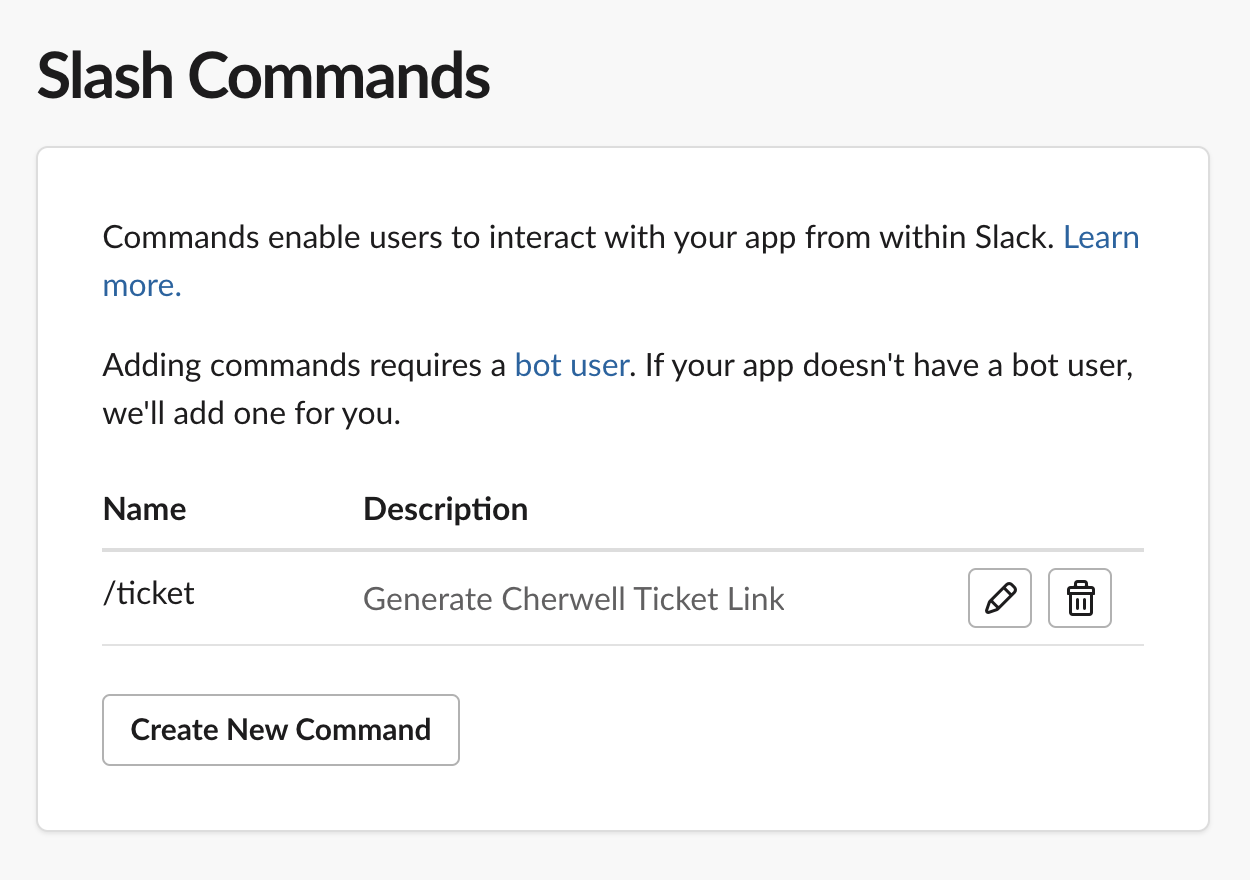 Slash Commands
Commands enable users to interact with your app from within Slack. Learn
more.
Adding commands requires a bot user. If your app doesn't have a bot user,
we'll add one for you.
Name Description
/ticket Generate Cherwell Ticket Link
Create New Command